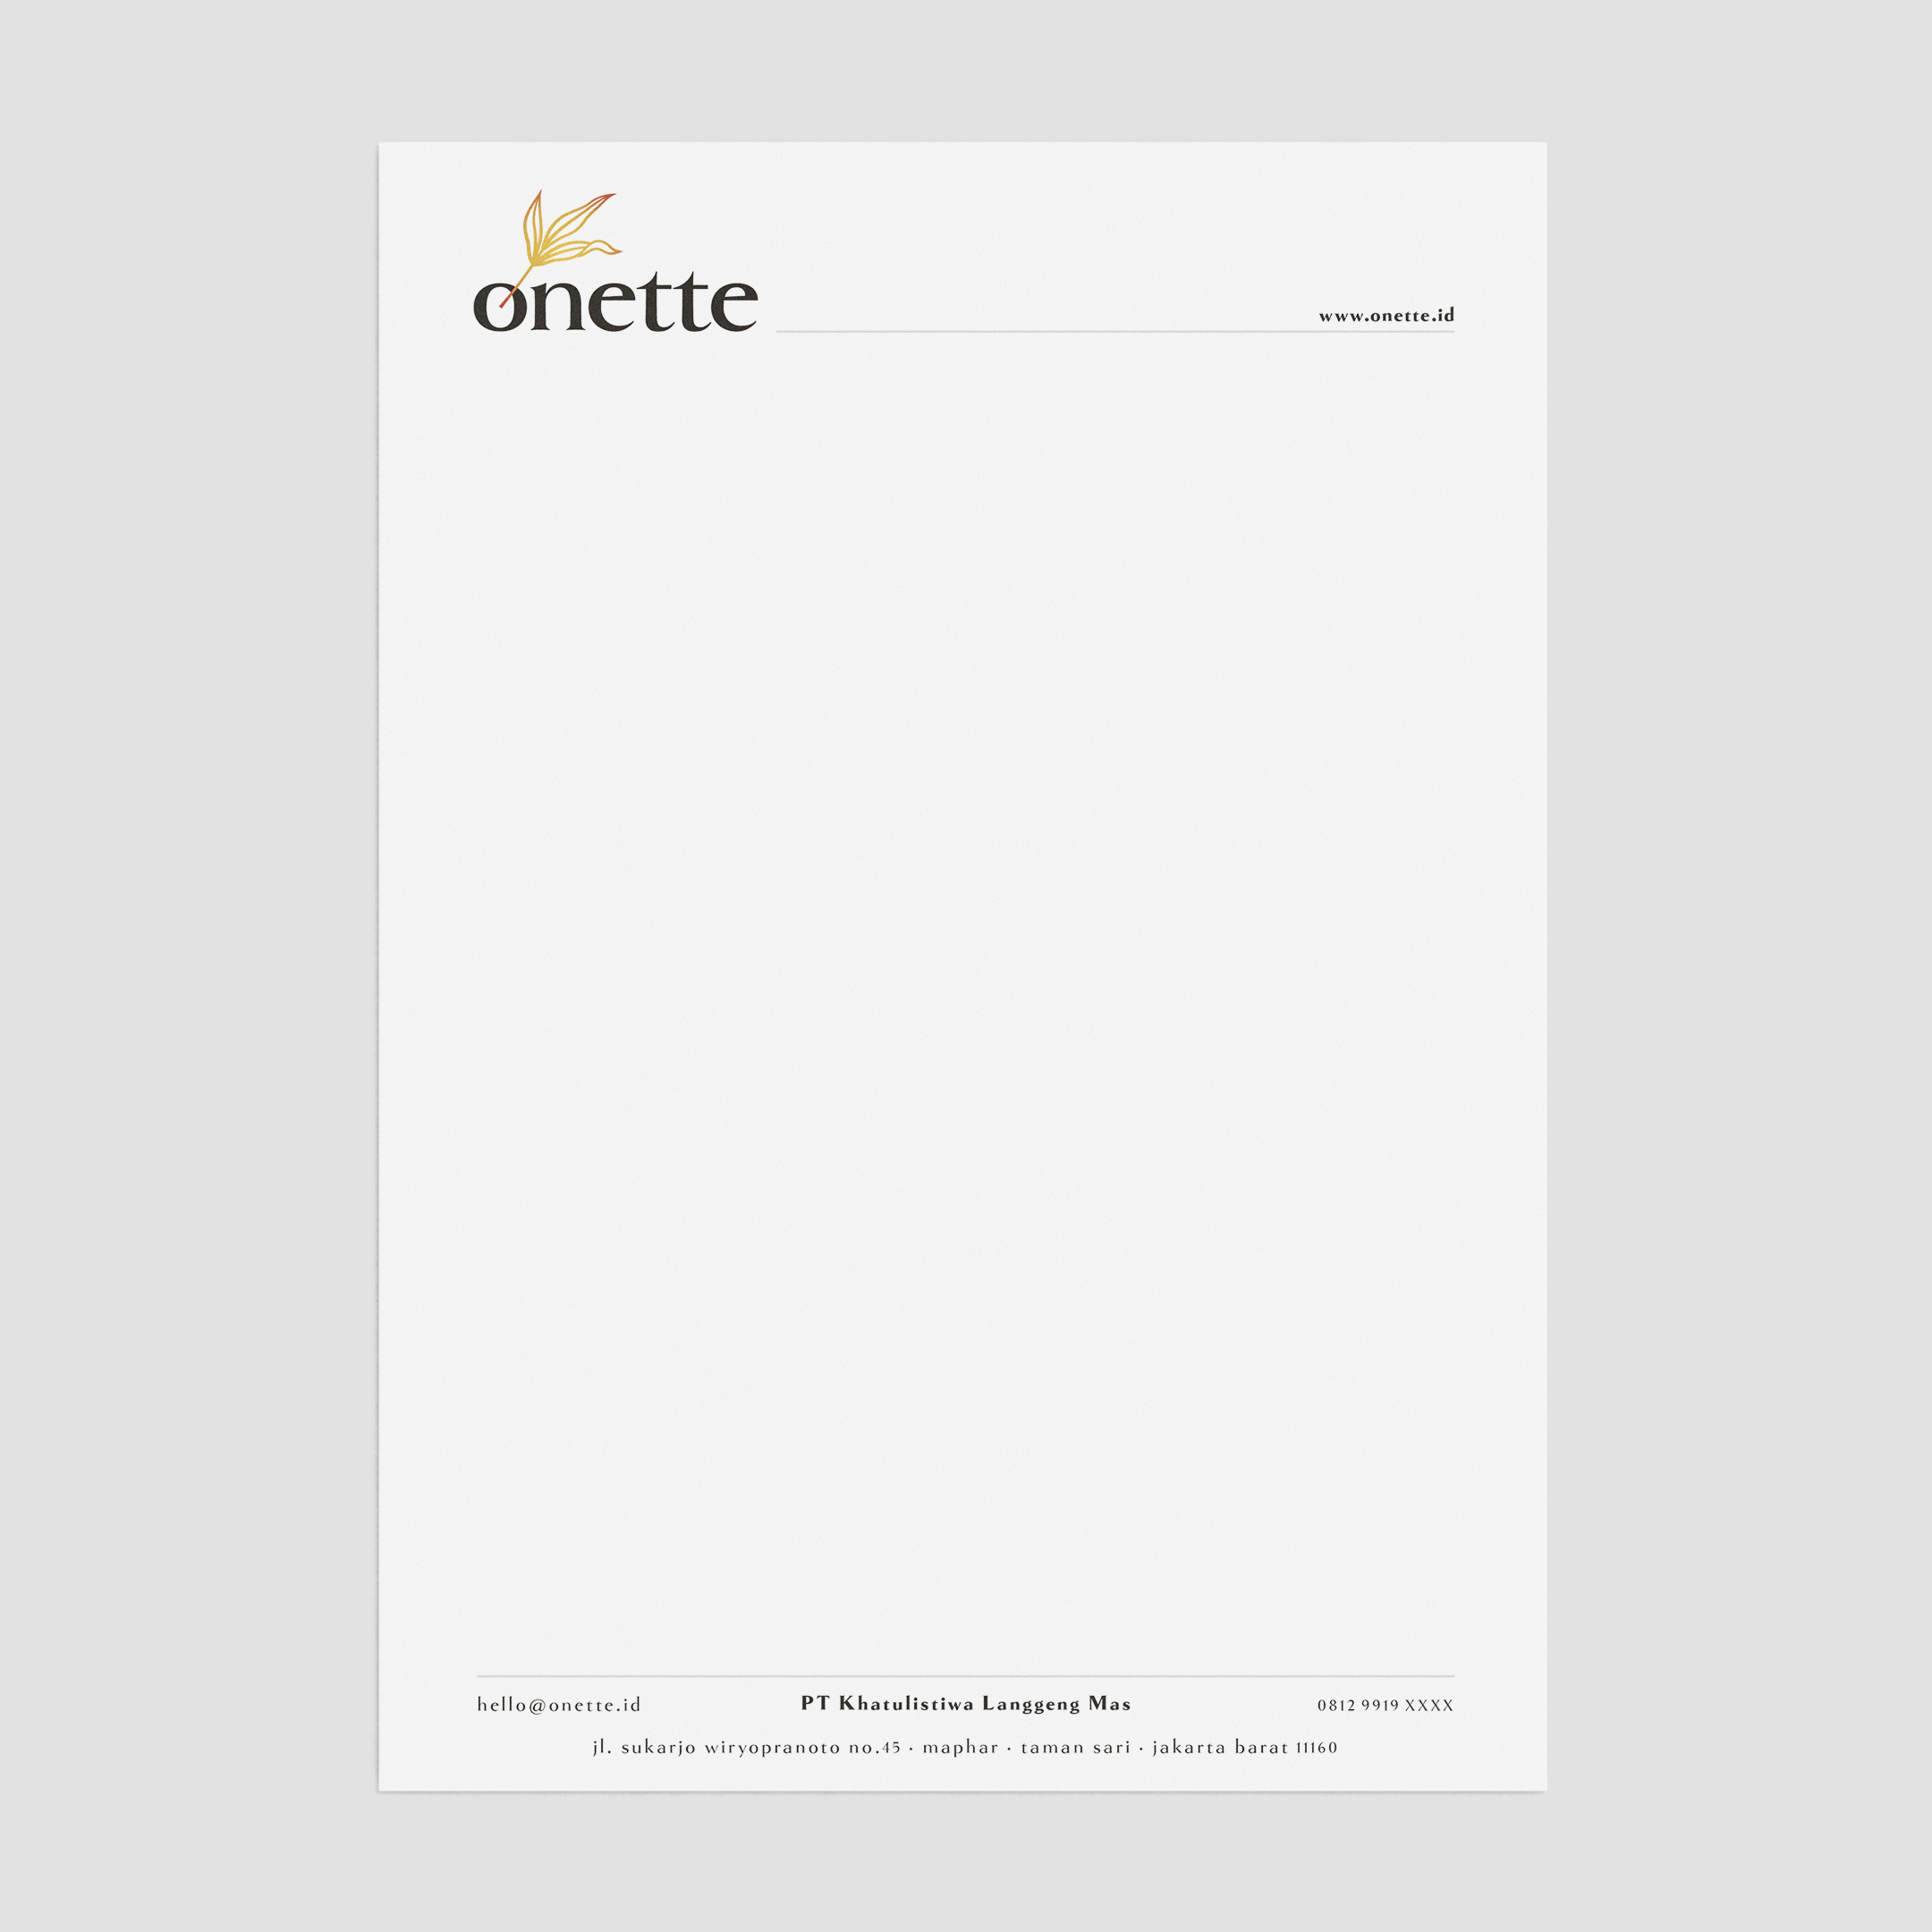 onette
www.onette.id
hello@onette.id PT Khatulistiwa Langgeng Mas 0812 9919 XXXX
jl. sukarjo wiryopranoto no.45 · maphar · taman sari · jakarta barat 11160